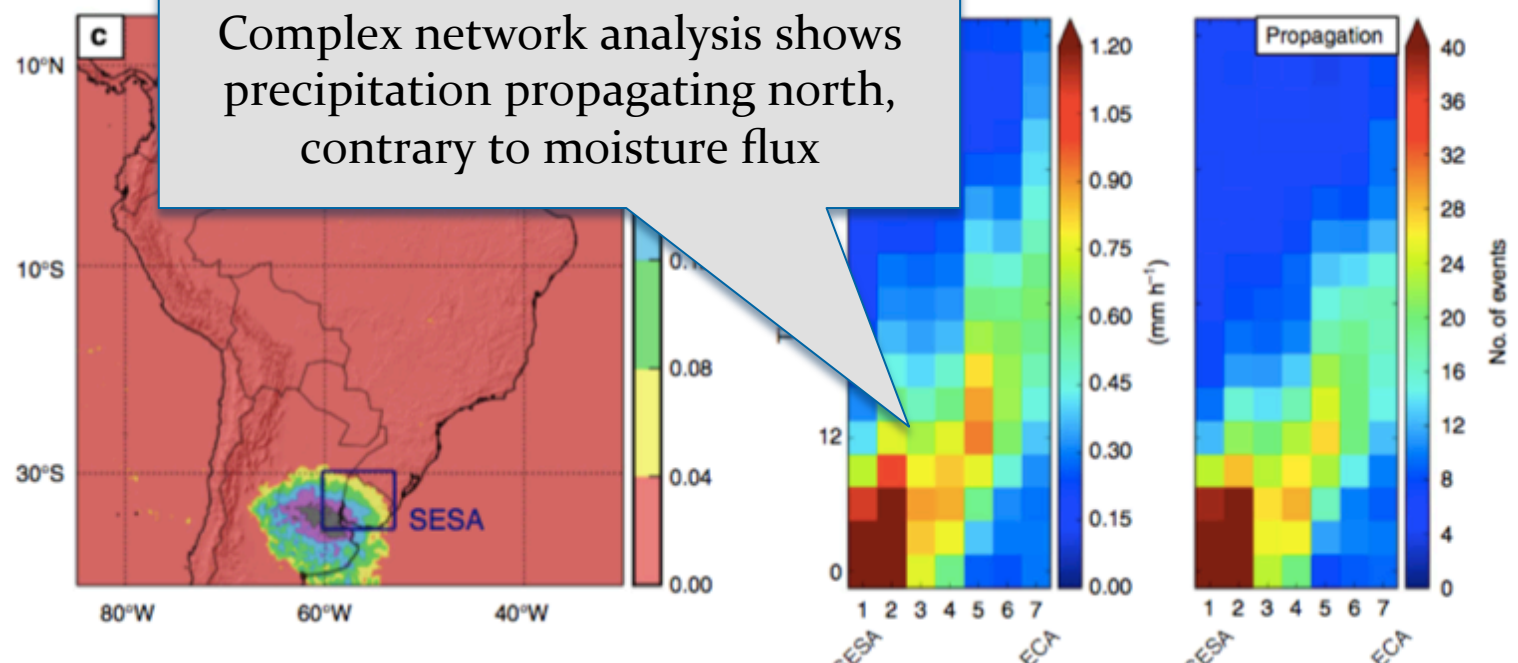 Complex network analysis shows
precipitation propagating north,
contrary to moisture flux
c
10°N
10°S
30°S
80°W
60°W
40°W
SESA
0.08
0.04
0.00
12
0
1 2 3 4 5 6 7
1.20
1.05
0.90
0.75
0.60
0.45
0.30
0.15
0.00
(mm h⁻¹)
Propagation
1 2 3 4 5 6 7
SESA
40
36
32
28
24
20
16
12
8
4
0
No. of events